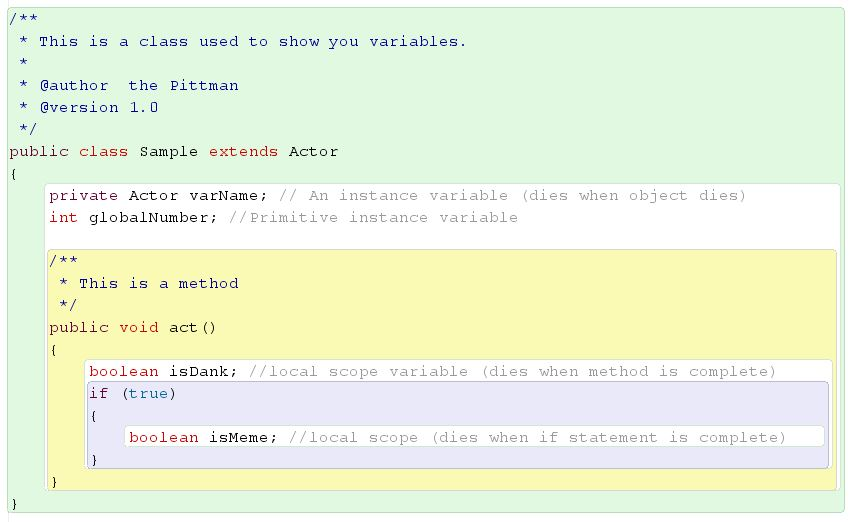 /**
 * This is a class used to show you variables.
 *
 * @author  the Pittman
 * @version 1.0
 */
public class Sample extends Actor
{
    private Actor varName; // An instance variable (dies when object dies)
    int globalNumber; //Primitive instance variable

    /**
     * This is a method
     */
    public void act()
    {
        boolean isDank; //local scope variable (dies when method is complete)
        if (true)
        {
            boolean isMeme; //local scope (dies when if statement is complete)
        }
    }
}